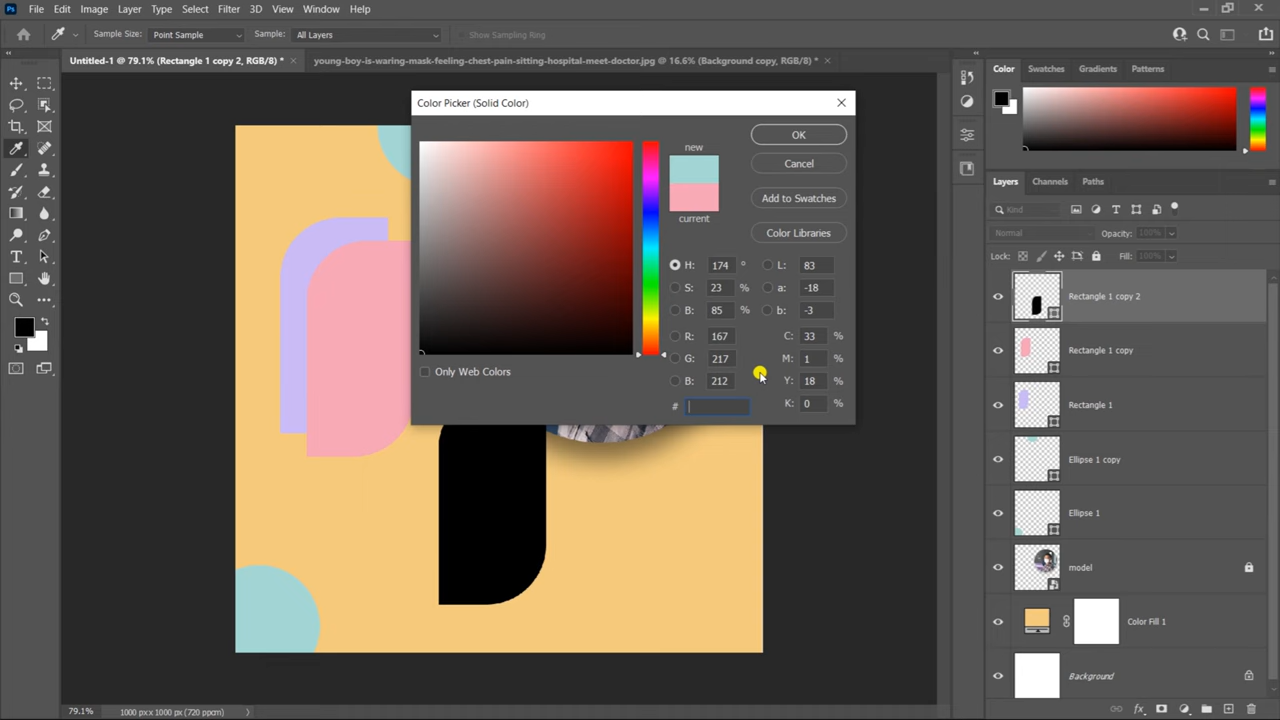 Ps File Edit Image Layer Type Select Filter 3D View Window Help
Sample Size: Point Sample Sample: All Layers Show Sampling Ring
Untitled-1 @ 79.1% (Rectangle 1 copy 2, RGB/8) * × young-boy-is-waring-mask-feeling-chest-pain-sitting-hospital-meet-doctor.jpg @ 16.6% (Background copy, RGB/8) * ×
Color Swatches Gradients Patterns
Color Picker (Solid Color)
new
current
OK
Cancel
Add to Swatches
Color Libraries
H: 174 ° L: 83
S: 23 % a: -18
B: 85 % b: -3
R: 167 C: 33 %
G: 217 M: 1 %
B: 212 Y: 18 %
# K: 0 %
Only Web Colors
Layers Channels Paths
Kind
Normal Opacity: 100%
Lock: Fill: 100%
Rectangle 1 copy 2
Rectangle 1 copy
Rectangle 1
Ellipse 1 copy
Ellipse 1
model
Color Fill 1
Background
79.1% 1000 px x 1000 px (720 ppcm)